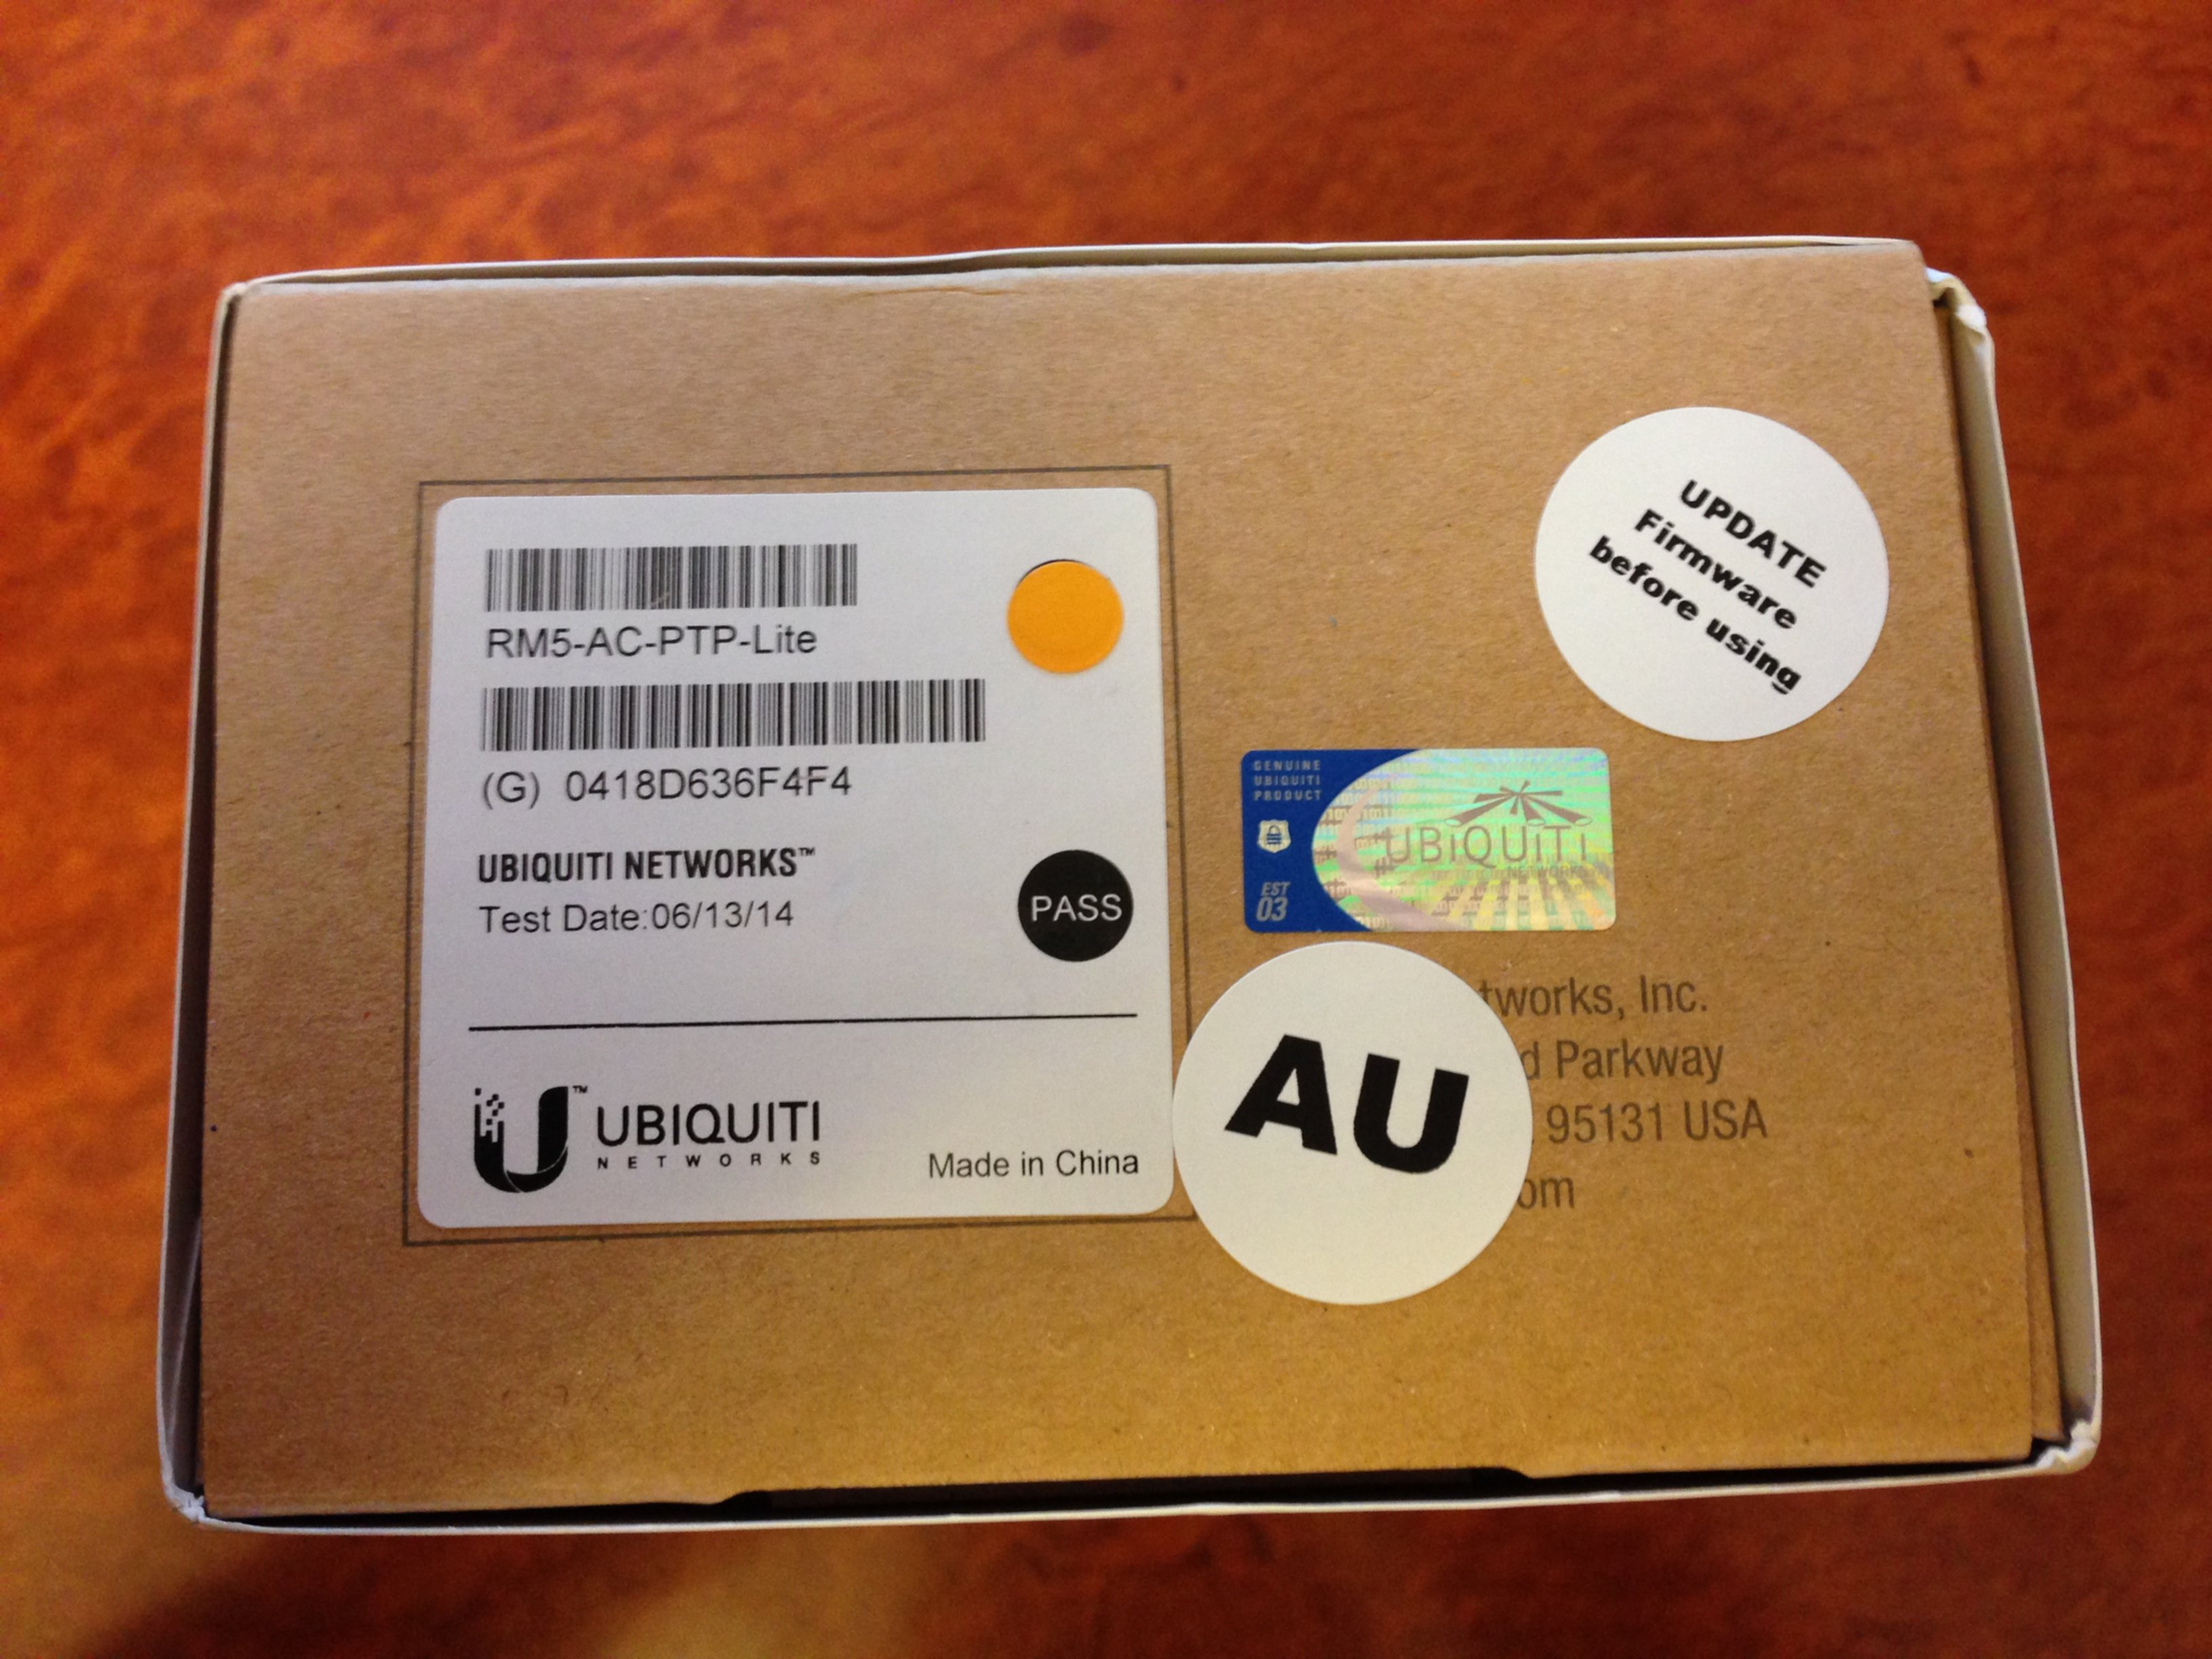 RM5-AC-PTP-Lite
(G) 0418D636F4F4
UBIQUITI NETWORKS™
Test Date:06/13/14
PASS
™
UBIQUITI
NETWORKS
Made in China
UPDATE
Firmware
before using
GENUINE
UBIQUITI
PRODUCT
EST
03
UBiQUiTi
NETWORKS
AU
tworks, Inc.
d Parkway
95131 USA
om